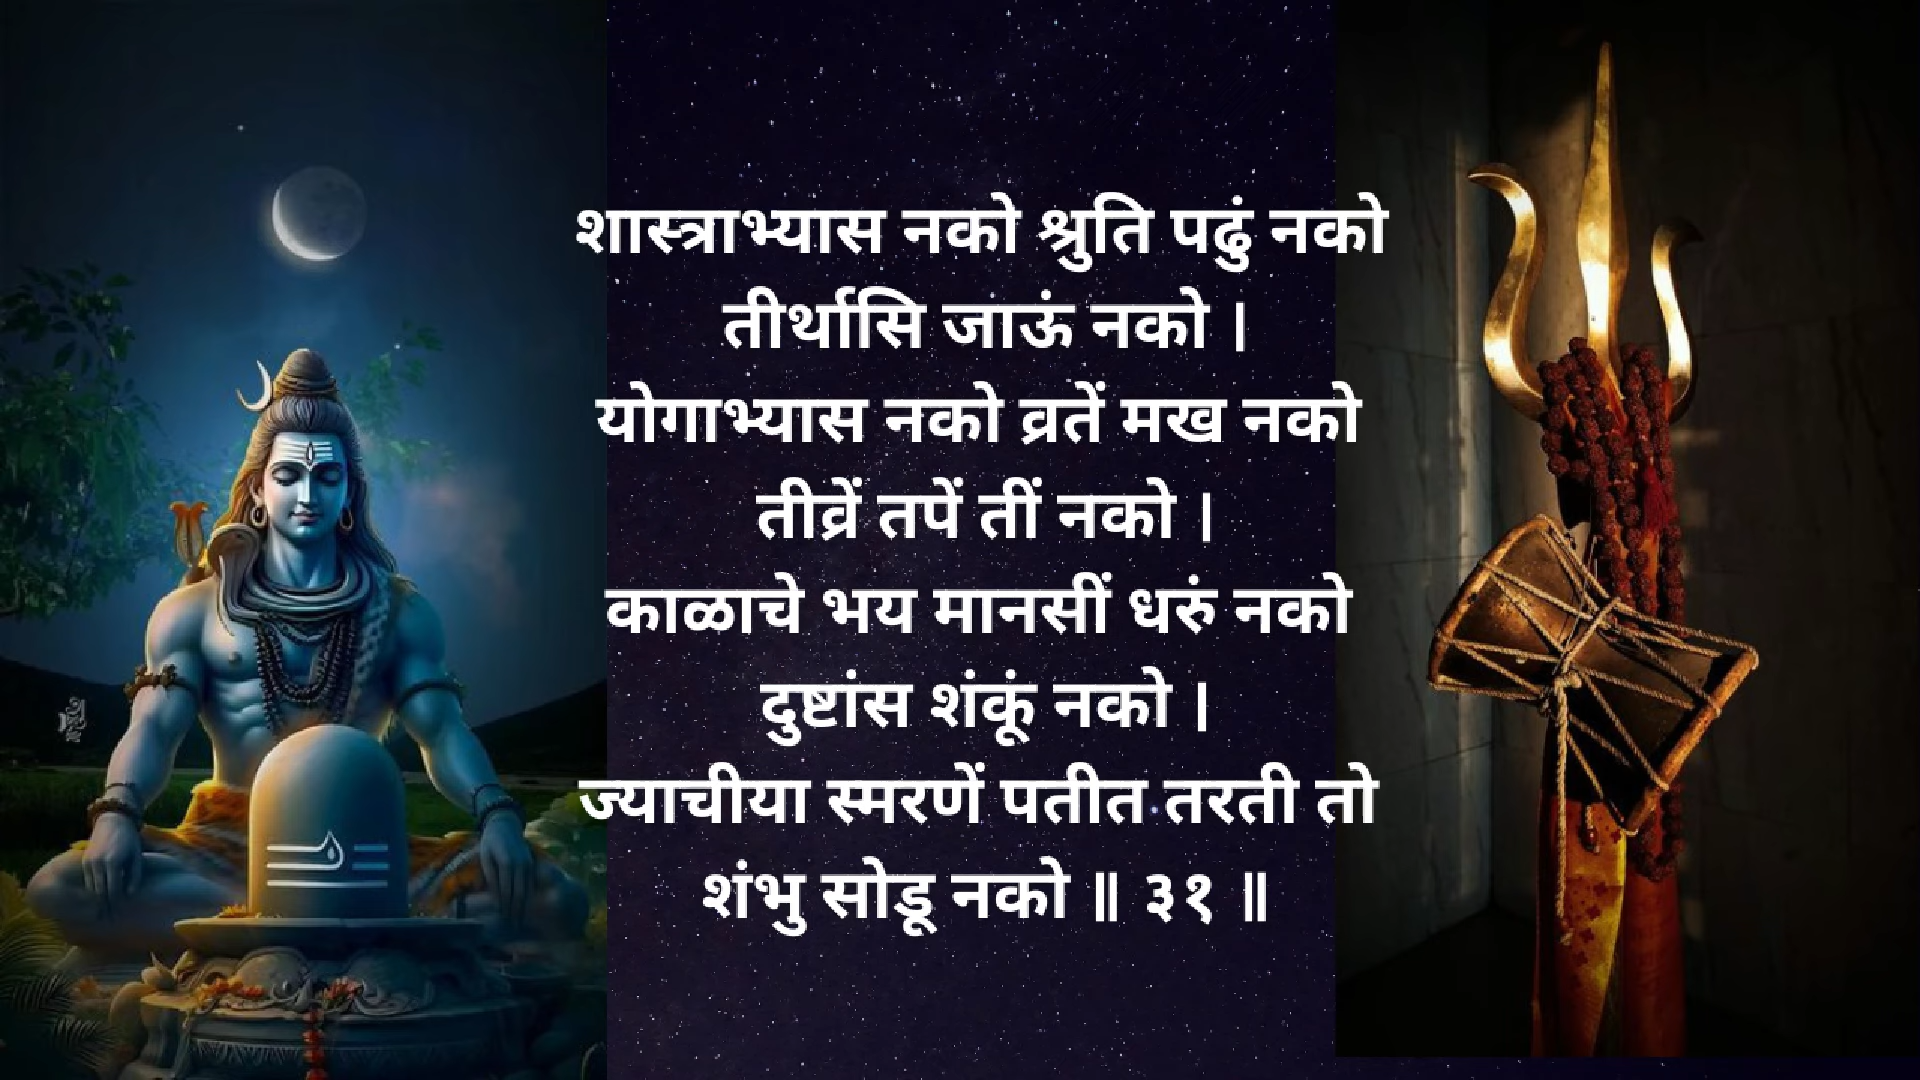 शास्त्राभ्यास नको श्रुति पढुं नको
तीर्थासि जाऊं नको ।
योगाभ्यास नको व्रतें मख नको
तीव्रें तपें तीं नको ।
काळाचे भय मानसीं धरुं नको
दुष्टांस शंकूं नको ।
ज्याचीया स्मरणें पतीत तरती तो
शंभु सोडू नको ॥ ३१ ॥